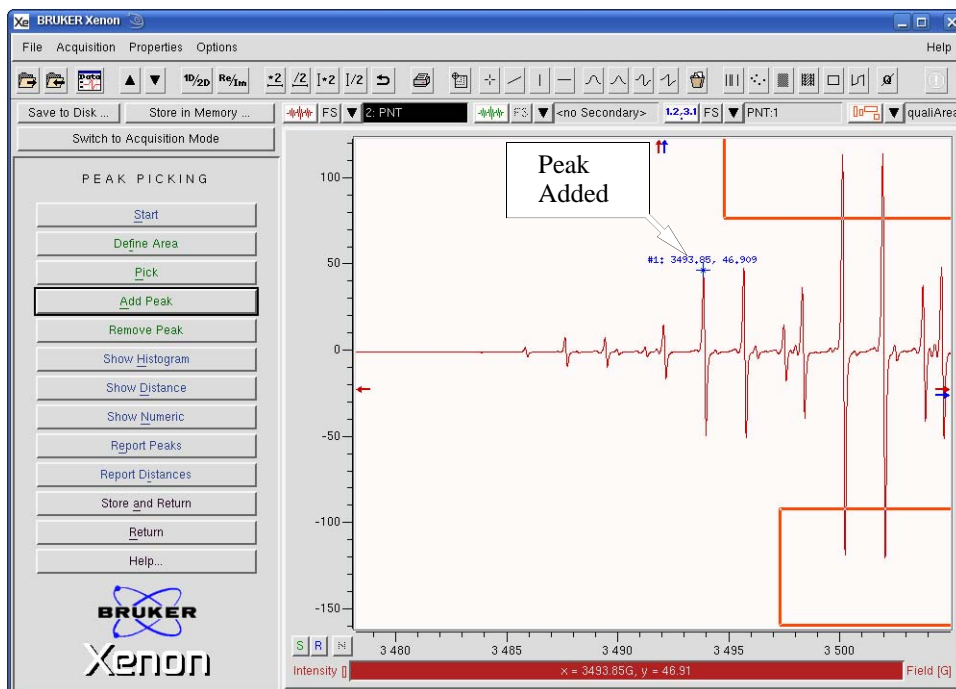 Xe BRUKER Xenon
File Acquisition Properties Options Help
Data 1D/2D Re/Im *2 /2 I*2 I/2
Save to Disk ... Store in Memory ... FS 2: PNT FS <no Secondary> 1.2,3.1 FS PNT:1 qualiArea
Switch to Acquisition Mode
PEAK PICKING
Start
Define Area
Pick
Add Peak
Remove Peak
Show Histogram
Show Distance
Show Numeric
Report Peaks
Report Distances
Store and Return
Return
Help...
BRUKER
Xenon
Peak
Added
#1: 3493.85, 46.909
100
50
0
-50
-100
-150
S R N
3 480 3 485 3 490 3 495 3 500
Intensity [] x = 3493.85G, y = 46.91 Field [G]